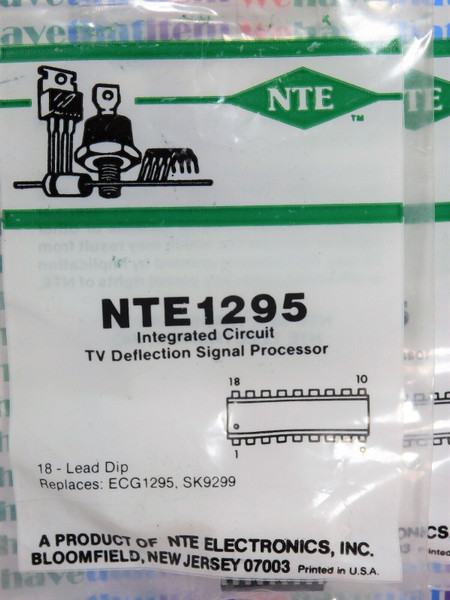 NTE
TM
NTE1295
Integrated Circuit
TV Deflection Signal Processor
18 10
1 9
18 - Lead Dip
Replaces: ECG1295, SK9299
A PRODUCT OF NTE ELECTRONICS, INC.
BLOOMFIELD, NEW JERSEY 07003 Printed in U.S.A.